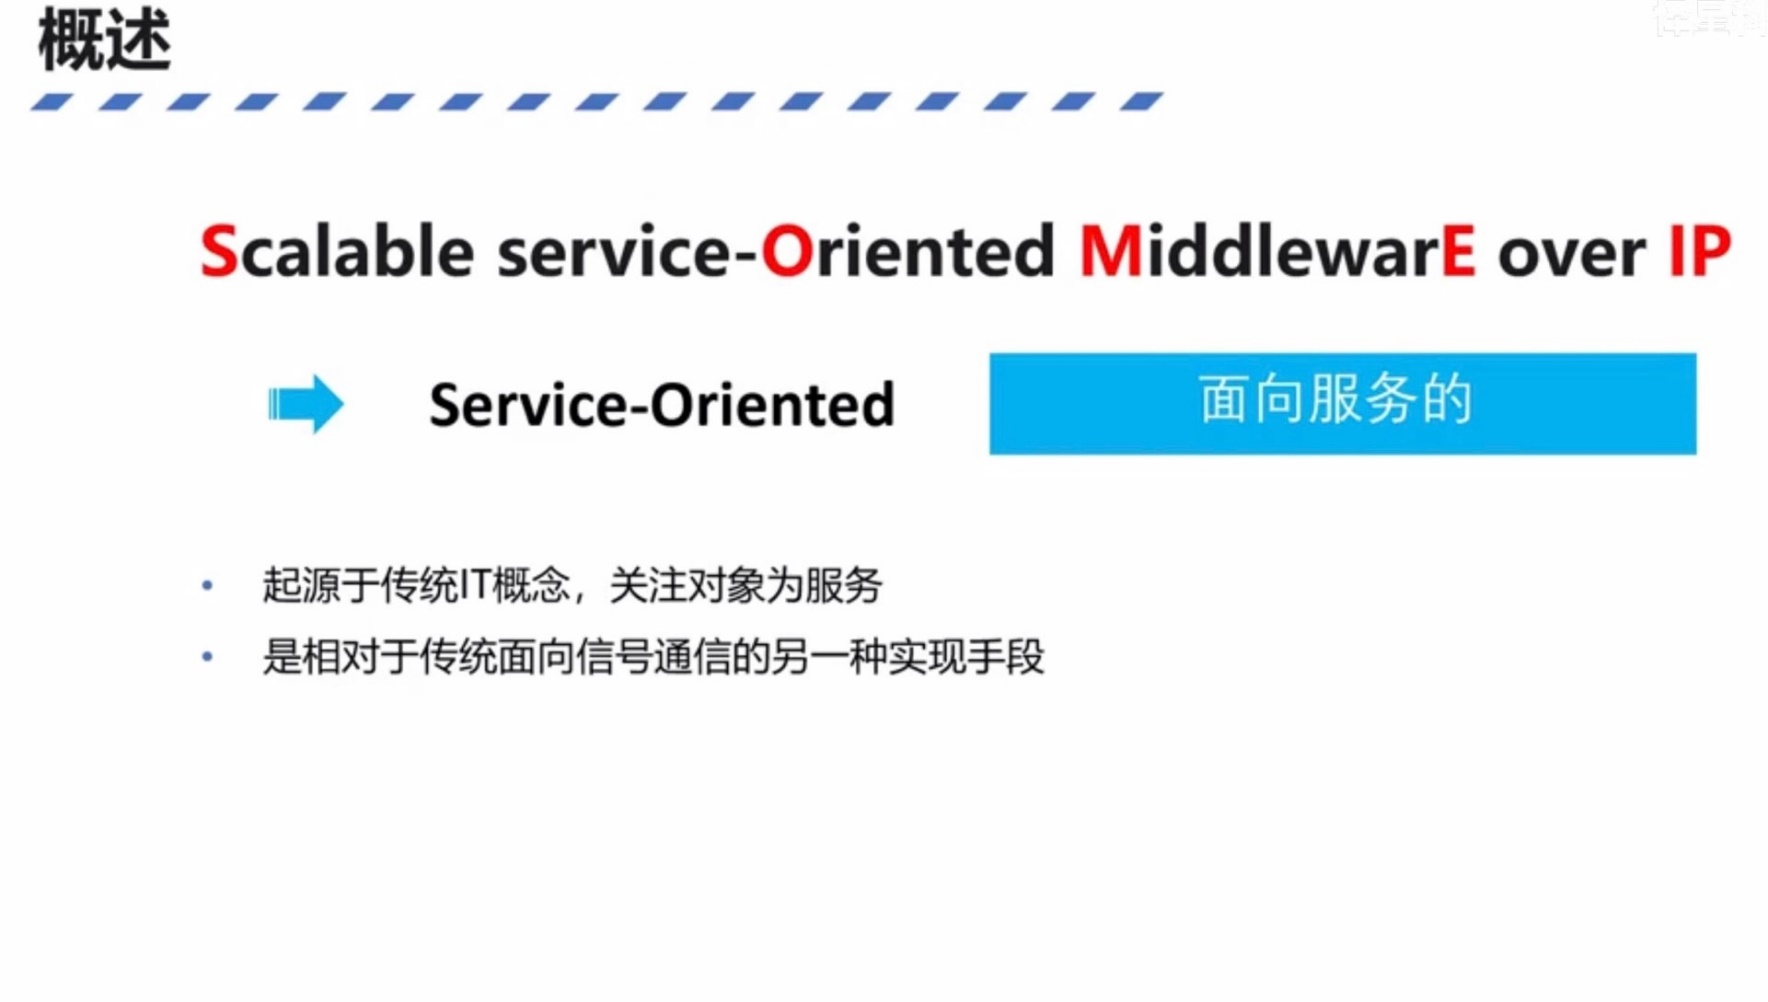 概述
Scalable service-Oriented MiddlewarE over IP
Service-Oriented
面向服务的
• 起源于传统IT概念，关注对象为服务
• 是相对于传统面向信号通信的另一种实现手段